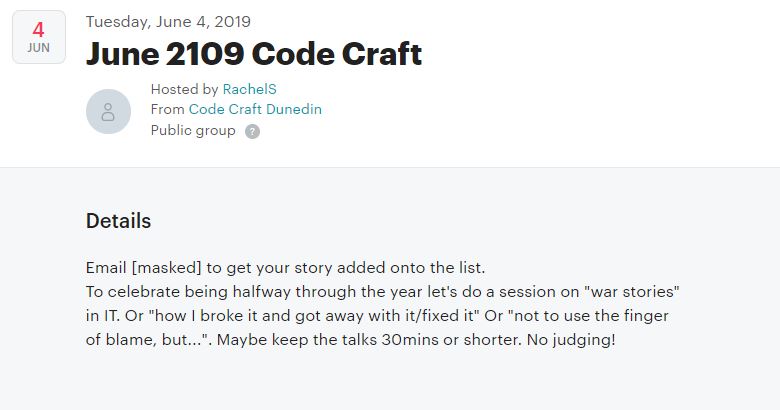 4
JUN
Tuesday, June 4, 2019
June 2109 Code Craft
Hosted by RachelS
From Code Craft Dunedin
Public group ?
Details
Email [masked] to get your story added onto the list.
To celebrate being halfway through the year let's do a session on "war stories"
in IT. Or "how I broke it and got away with it/fixed it" Or "not to use the finger
of blame, but...". Maybe keep the talks 30mins or shorter. No judging!